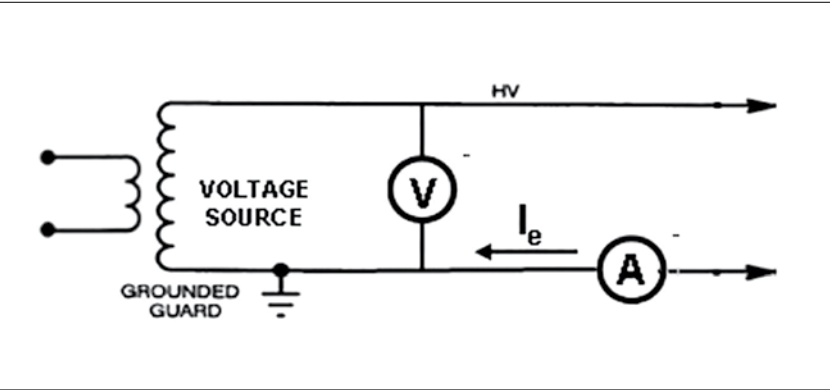 HV
V
VOLTAGE
SOURCE
Ie
A
GROUNDED
GUARD